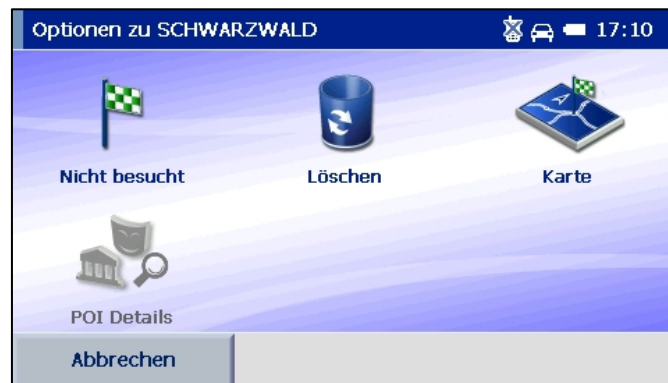 Optionen zu SCHWARZWALD 17:10
Nicht besucht Löschen Karte
POI Details
Abbrechen